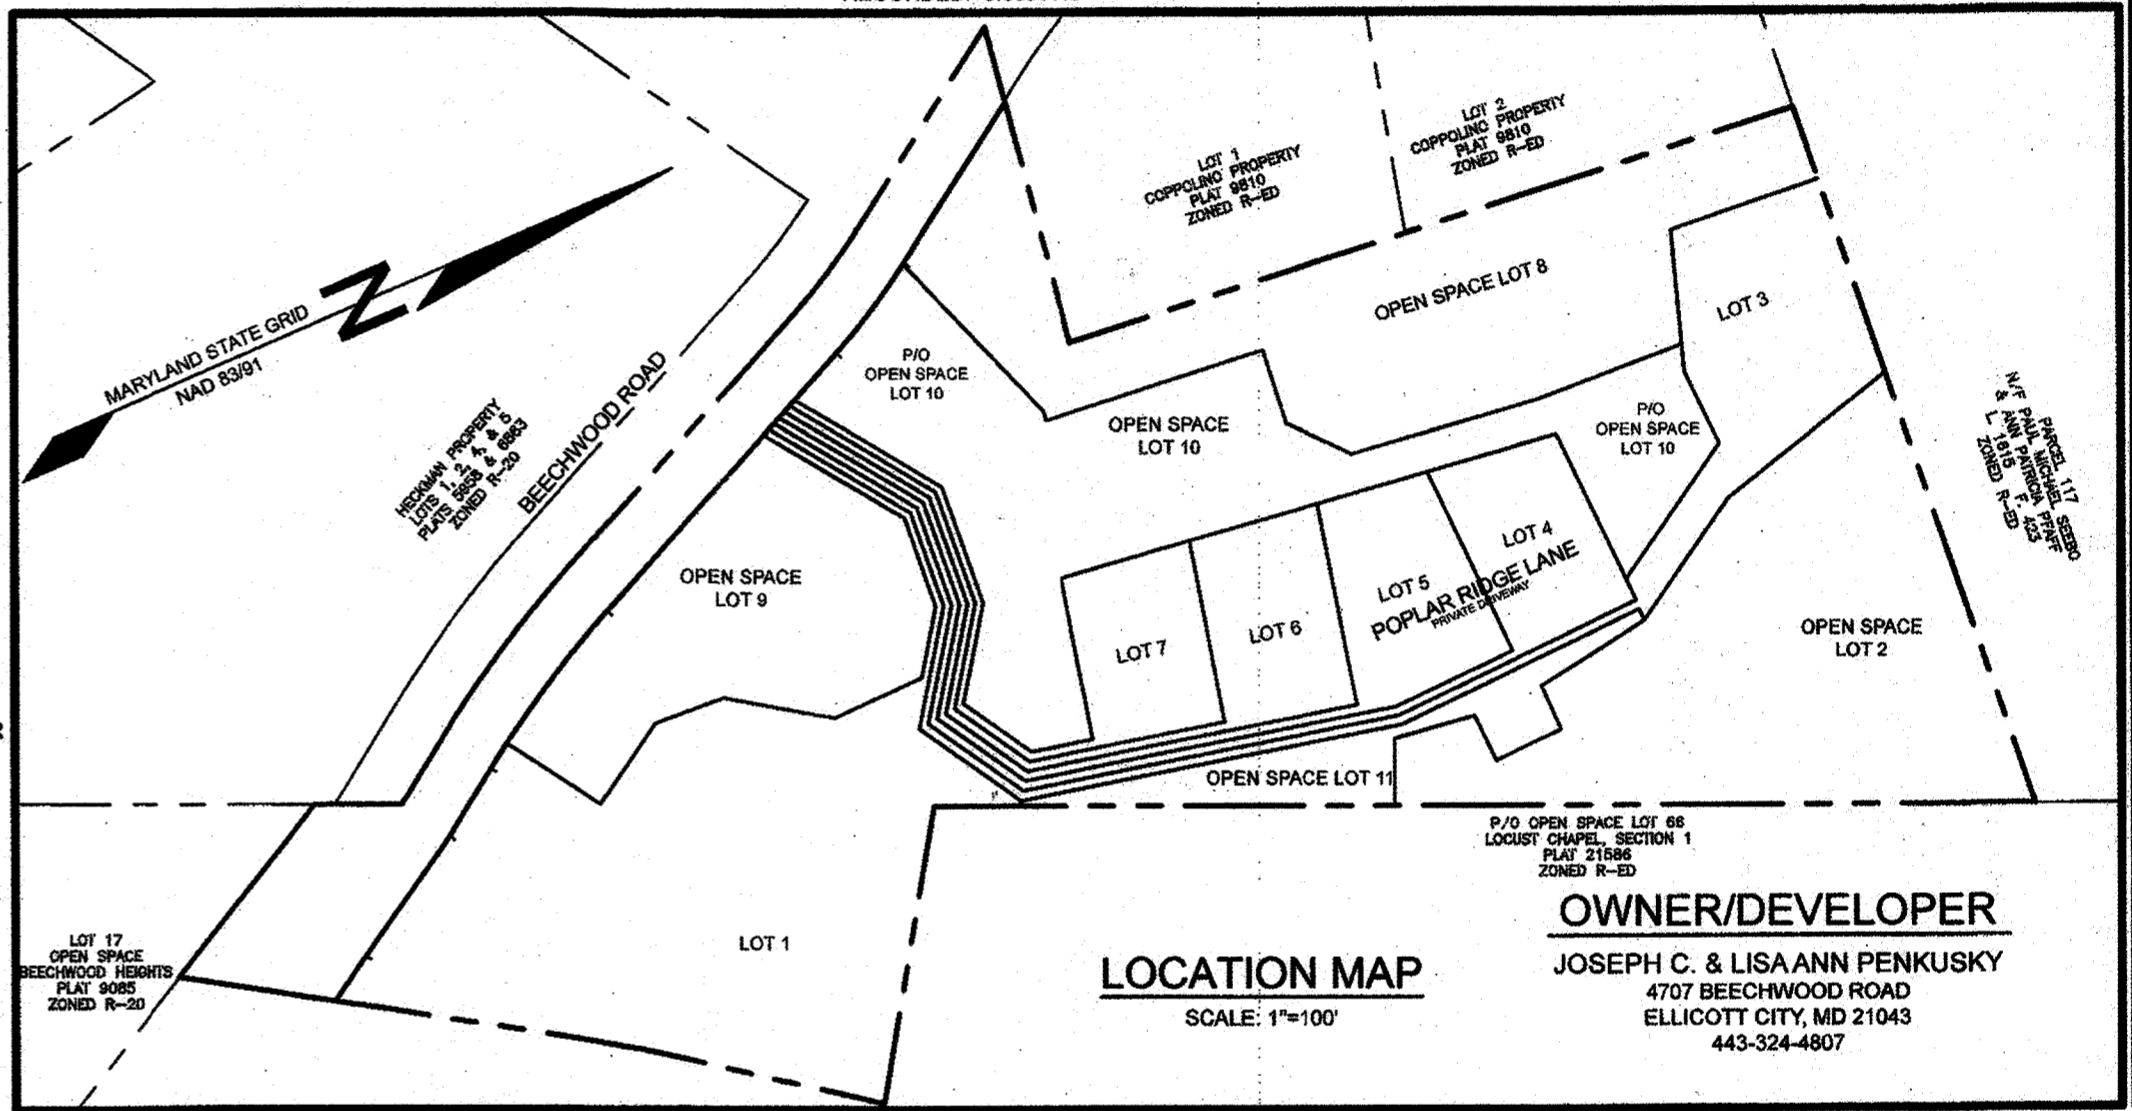 LOT 1
COPPOLINO PROPERTY
PLAT 9810
ZONED R-ED
LOT 2
COPPOLINO PROPERTY
PLAT 9810
ZONED R-ED
MARYLAND STATE GRID
NAD 83/91
N
HECKMAN PROPERTY
LOTS 1, 2, 4, & 5
ZONED R-20
BEECHWOOD ROAD
P/O
OPEN SPACE
LOT 10
OPEN SPACE LOT 8
LOT 3
OPEN SPACE
LOT 10
P/O
OPEN SPACE
LOT 10
PARCEL 117
N/F PAUL MICHAEL SEEBO
& ANN PATRICIA PFAFF
L. 1615 F. 423
ZONED R-ED
OPEN SPACE
LOT 9
LOT 7
LOT 6
LOT 5
LOT 4
POPLAR RIDGE LANE
PRIVATE DRIVEWAY
OPEN SPACE
LOT 2
OPEN SPACE LOT 11
P/O OPEN SPACE LOT 66
LOCUST CHAPEL, SECTION 1
PLAT 21586
ZONED R-ED
LOT 17
OPEN SPACE
BEECHWOOD HEIGHTS
PLAT 9085
ZONED R-20
LOT 1
LOCATION MAP
SCALE: 1"=100'
OWNER/DEVELOPER
JOSEPH C. & LISA ANN PENKUSKY
4707 BEECHWOOD ROAD
ELLICOTT CITY, MD 21043
443-324-4807